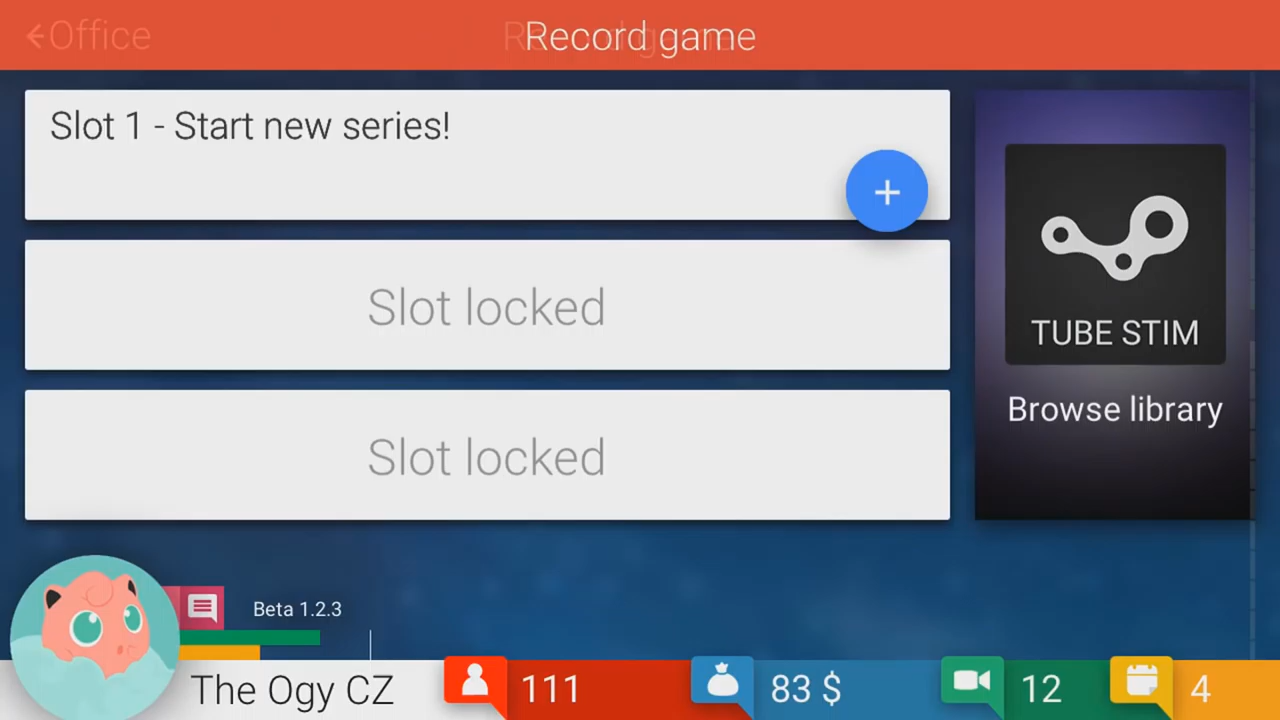 Office
Record game
Slot 1 - Start new series!
Slot locked
Slot locked
TUBE STIM
Browse library
Beta 1.2.3
The Ogy CZ
111
83 $
12
4